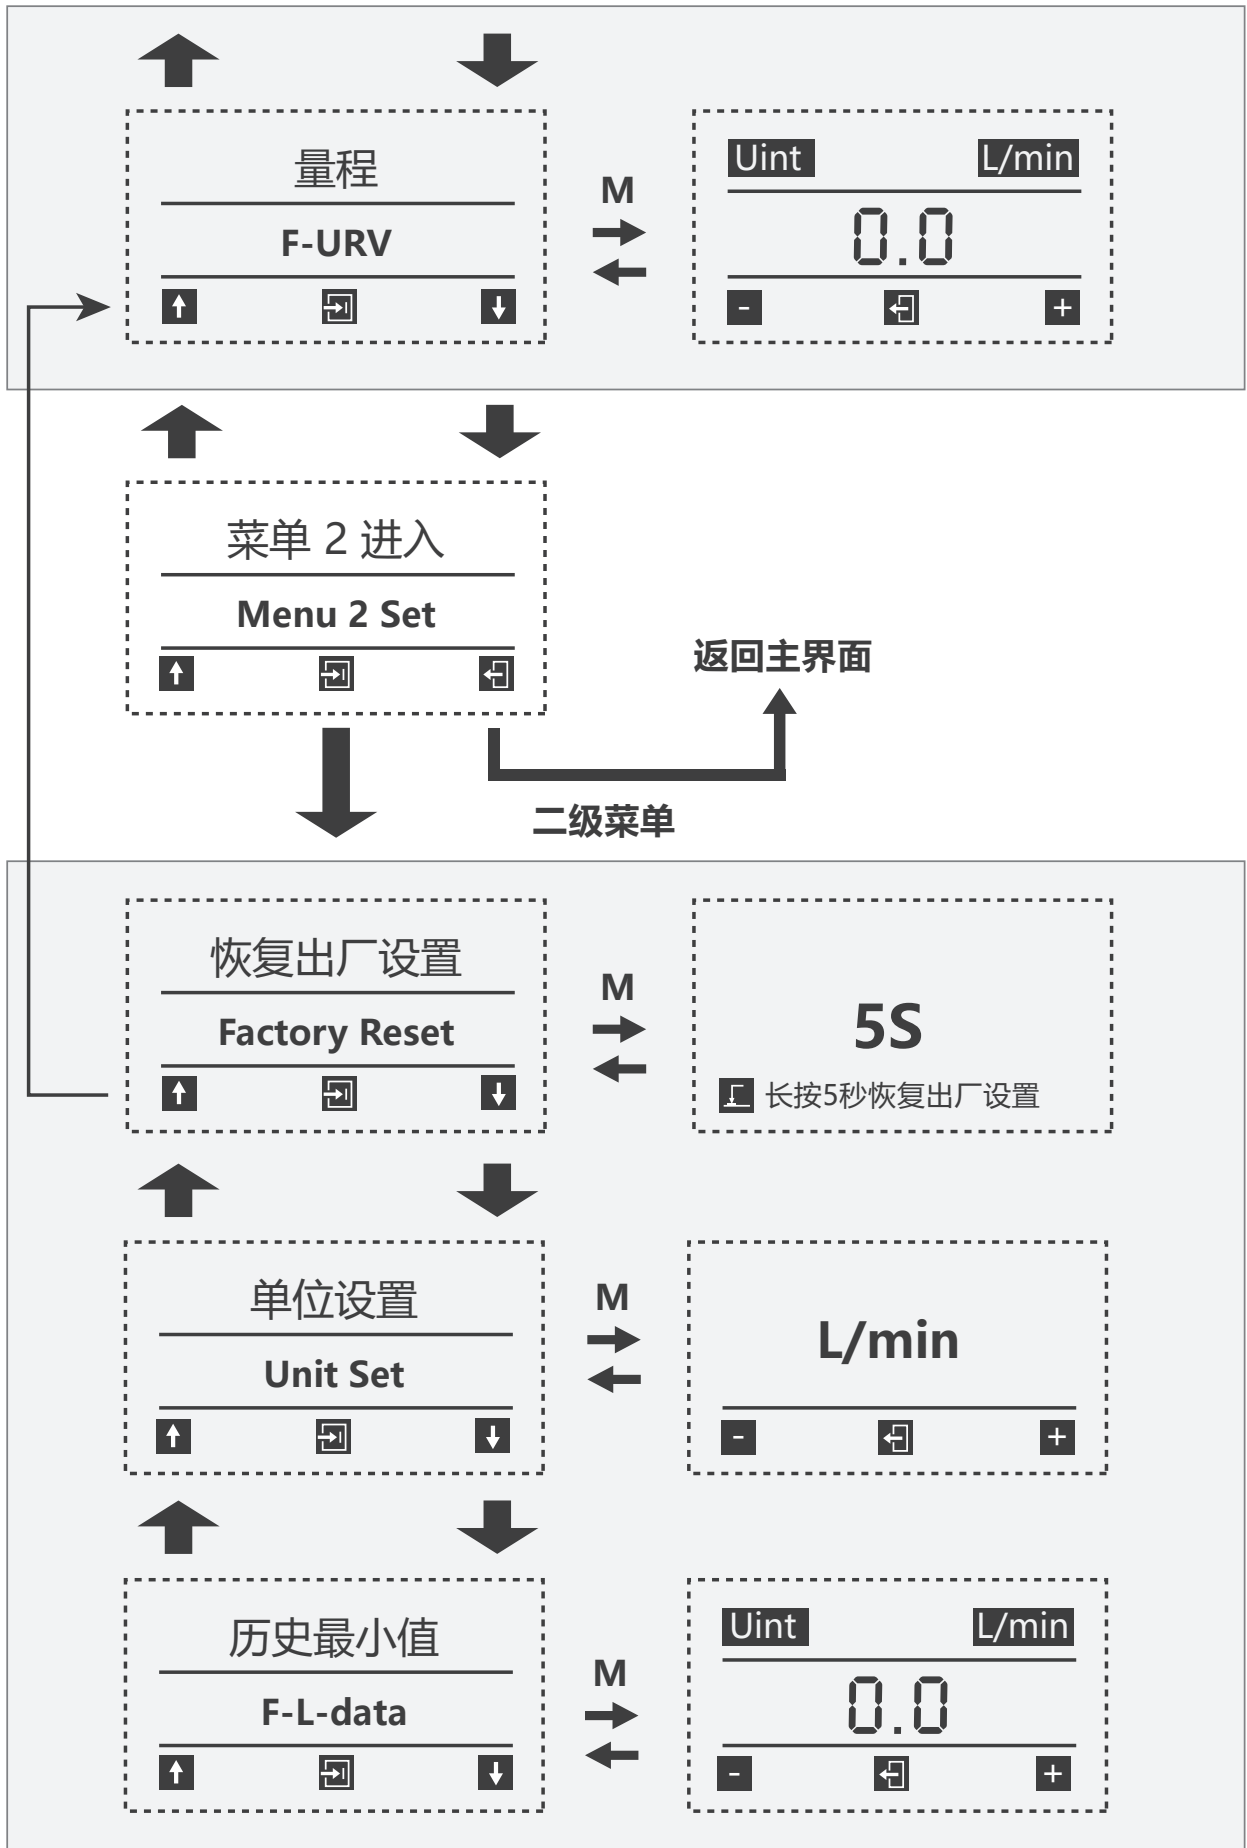 量程
F-URV
M
Uint L/min
0.0
- +
菜单 2 进入
Menu 2 Set
返回主界面
二级菜单
恢复出厂设置
Factory Reset
M
5S
长按5秒恢复出厂设置
单位设置
Unit Set
M
L/min
- +
历史最小值
F-L-data
M
Uint L/min
0.0
- +